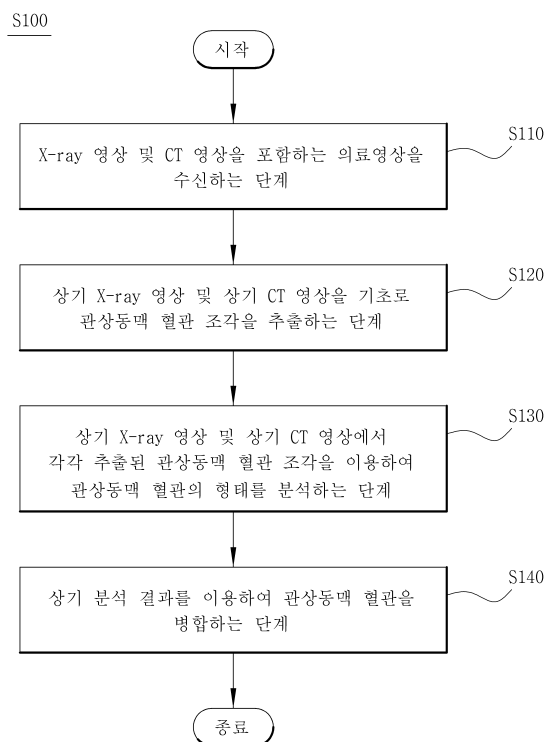 S100
시작
X-ray 영상 및 CT 영상을 포함하는 의료영상을
수신하는 단계
S110
상기 X-ray 영상 및 상기 CT 영상을 기초로
관상동맥 혈관 조각을 추출하는 단계
S120
상기 X-ray 영상 및 상기 CT 영상에서
각각 추출된 관상동맥 혈관 조각을 이용하여
관상동맥 혈관의 형태를 분석하는 단계
S130
상기 분석 결과를 이용하여 관상동맥 혈관을
병합하는 단계
S140
종료